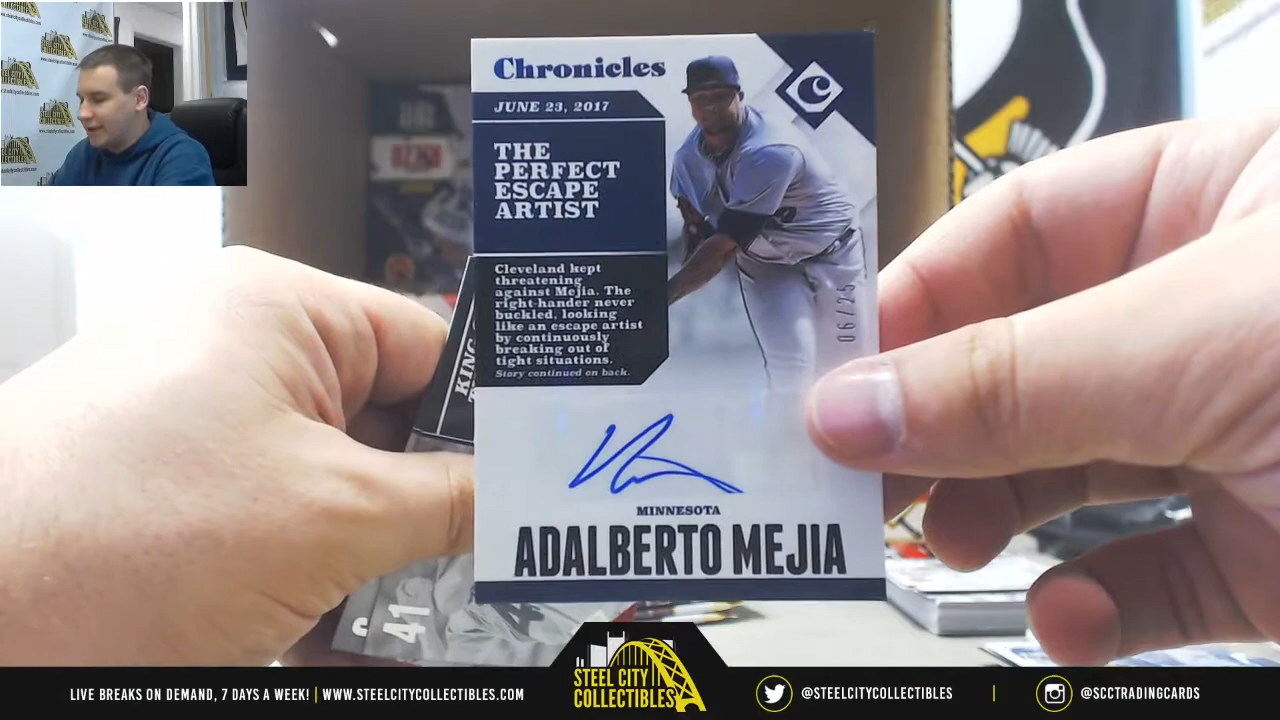 Chronicles
C
JUNE 23, 2017
THE
PERFECT
ESCAPE
ARTIST
Cleveland kept
threatening
against Mejia. The
right-hander never
buckled, looking
like an escape artist
by continuously
breaking out of
tight situations.
Story continued on back.
06/25
MINNESOTA
ADALBERTO MEJIA
KING
41
STEEL CITY
COLLECTIBLES
LIVE BREAKS ON DEMAND, 7 DAYS A WEEK! | WWW.STEELCITYCOLLECTIBLES.COM
@STEELCITYCOLLECTIBLES | @SCCTRADINGCARDS